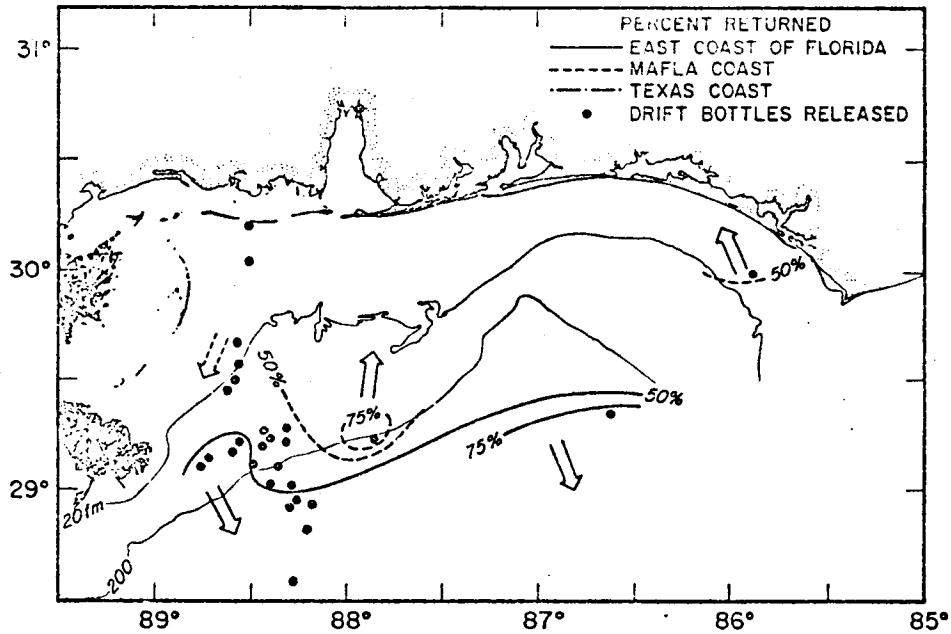 PERCENT RETURNED
EAST COAST OF FLORIDA
MAFLA COAST
TEXAS COAST
DRIFT BOTTLES RELEASED
31°
30°
50%
50%
75%
50%
75%
29°
201m
200
89°
88°
87°
86°
85°